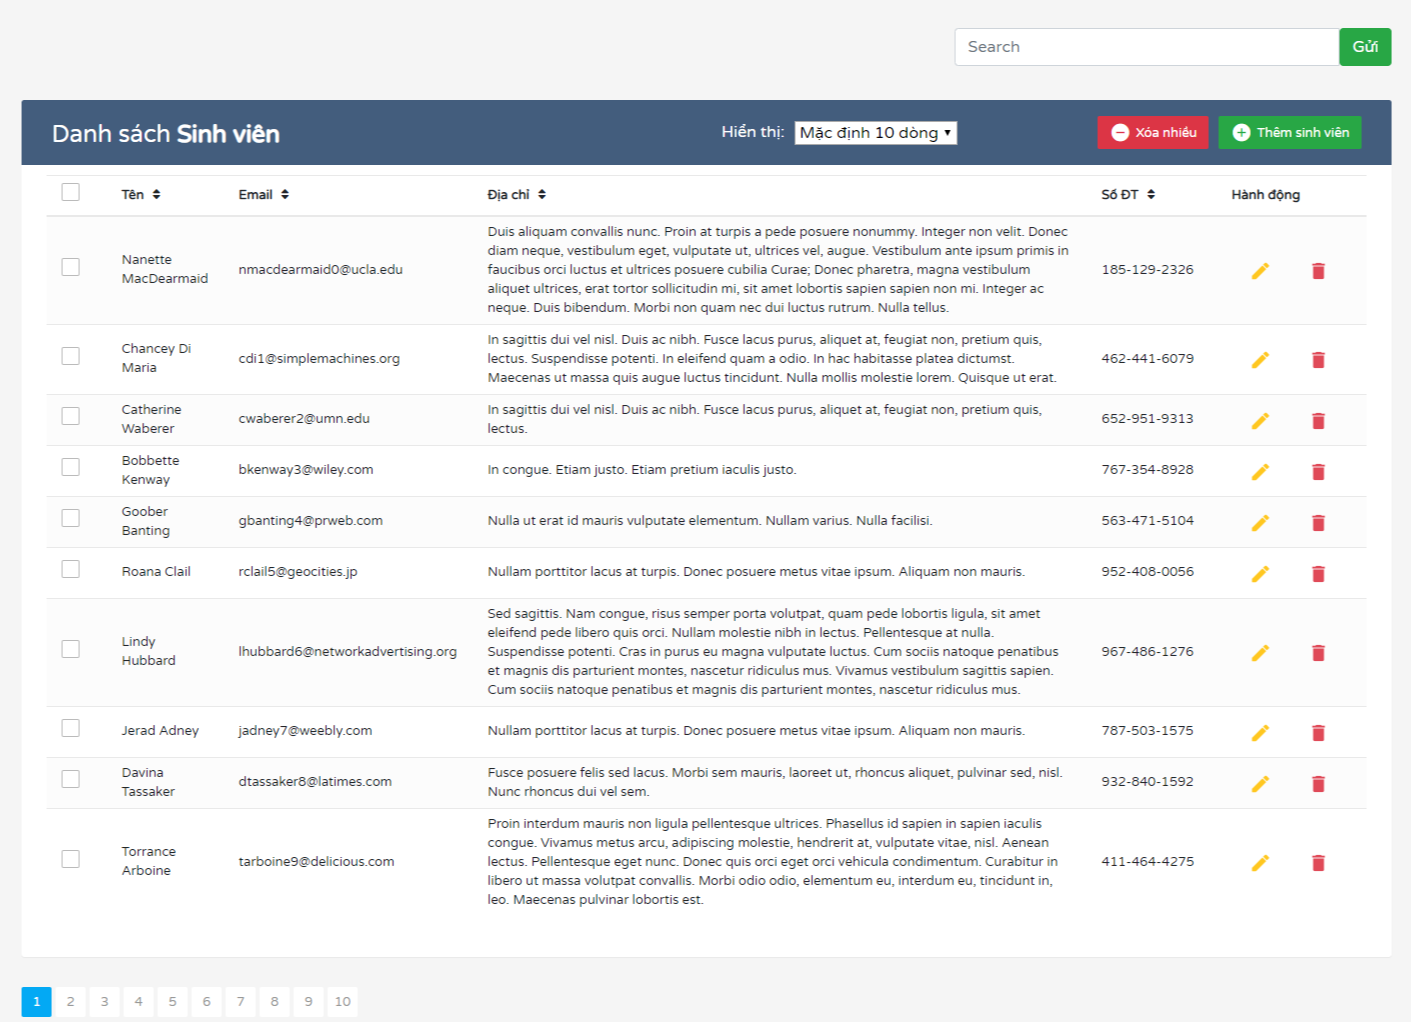 Search
Gửi
Danh sách Sinh viên
Hiển thị:
Mặc định 10 dòng
Xóa nhiều
Thêm sinh viên
Tên
Email
Địa chỉ
Số ĐT
Hành động
Nanette
MacDearmaid
nmacdearmaid0@ucla.edu
Duis aliquam convallis nunc. Proin at turpis a pede posuere nonummy. Integer non velit. Donec
diam neque, vestibulum eget, vulputate ut, ultrices vel, augue. Vestibulum ante ipsum primis in
faucibus orci luctus et ultrices posuere cubilia Curae; Donec pharetra, magna vestibulum
aliquet ultrices, erat tortor sollicitudin mi, sit amet lobortis sapien sapien non mi. Integer ac
neque. Duis bibendum. Morbi non quam nec dui luctus rutrum. Nulla tellus.
185-129-2326
Chancey Di
Maria
cdi1@simplemachines.org
In sagittis dui vel nisl. Duis ac nibh. Fusce lacus purus, aliquet at, feugiat non, pretium quis,
lectus. Suspendisse potenti. In eleifend quam a odio. In hac habitasse platea dictumst.
Maecenas ut massa quis augue luctus tincidunt. Nulla mollis molestie lorem. Quisque ut erat.
462-441-6079
Catherine
Waberer
cwaberer2@umn.edu
In sagittis dui vel nisl. Duis ac nibh. Fusce lacus purus, aliquet at, feugiat non, pretium quis,
lectus.
652-951-9313
Bobbette
Kenway
bkenway3@wiley.com
In congue. Etiam justo. Etiam pretium iaculis justo.
767-354-8928
Goober
Banting
gbanting4@prweb.com
Nulla ut erat id mauris vulputate elementum. Nullam varius. Nulla facilisi.
563-471-5104
Roana Clail
rclail5@geocities.jp
Nullam porttitor lacus at turpis. Donec posuere metus vitae ipsum. Aliquam non mauris.
952-408-0056
Lindy
Hubbard
lhubbard6@networkadvertising.org
Sed sagittis. Nam congue, risus semper porta volutpat, quam pede lobortis ligula, sit amet
eleifend pede libero quis orci. Nullam molestie nibh in lectus. Pellentesque at nulla.
Suspendisse potenti. Cras in purus eu magna vulputate luctus. Cum sociis natoque penatibus
et magnis dis parturient montes, nascetur ridiculus mus. Vivamus vestibulum sagittis sapien.
Cum sociis natoque penatibus et magnis dis parturient montes, nascetur ridiculus mus.
967-486-1276
Jerad Adney
jadney7@weebly.com
Nullam porttitor lacus at turpis. Donec posuere metus vitae ipsum. Aliquam non mauris.
787-503-1575
Davina
Tassaker
dtassaker8@latimes.com
Fusce posuere felis sed lacus. Morbi sem mauris, laoreet ut, rhoncus aliquet, pulvinar sed, nisl.
Nunc rhoncus dui vel sem.
932-840-1592
Torrance
Arboine
tarboine9@delicious.com
Proin interdum mauris non ligula pellentesque ultrices. Phasellus id sapien in sapien iaculis
congue. Vivamus metus arcu, adipiscing molestie, hendrerit at, vulputate vitae, nisl. Aenean
lectus. Pellentesque eget nunc. Donec quis orci eget orci vehicula condimentum. Curabitur in
libero ut massa volutpat convallis. Morbi odio odio, elementum eu, interdum eu, tincidunt in,
leo. Maecenas pulvinar lobortis est.
411-464-4275
1 2 3 4 5 6 7 8 9 10